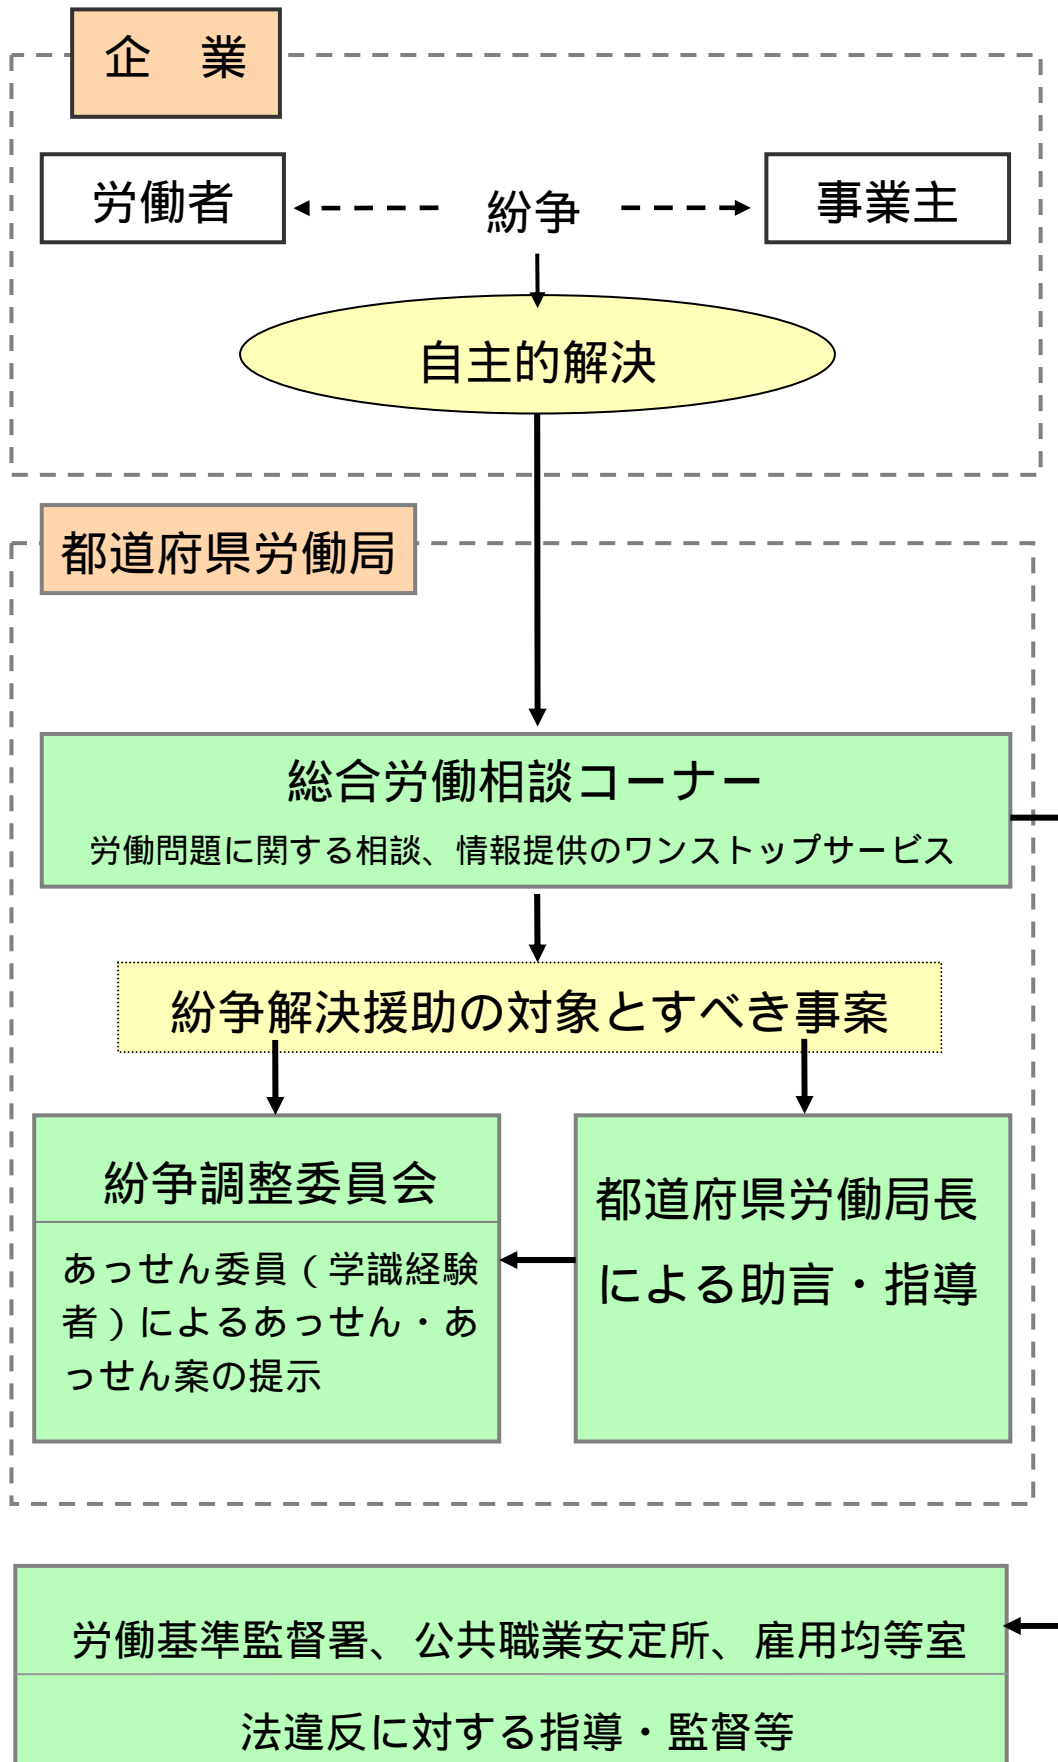 企　業
労働者
紛争
事業主
自主的解決
都道府県労働局
総合労働相談コーナー
労働問題に関する相談、情報提供のワンストップサービス
紛争解決援助の対象とすべき事案
紛争調整委員会
あっせん委員（学識経験
者）によるあっせん・あ
っせん案の提示
都道府県労働局長
による助言・指導
労働基準監督署、公共職業安定所、雇用均等室
法違反に対する指導・監督等